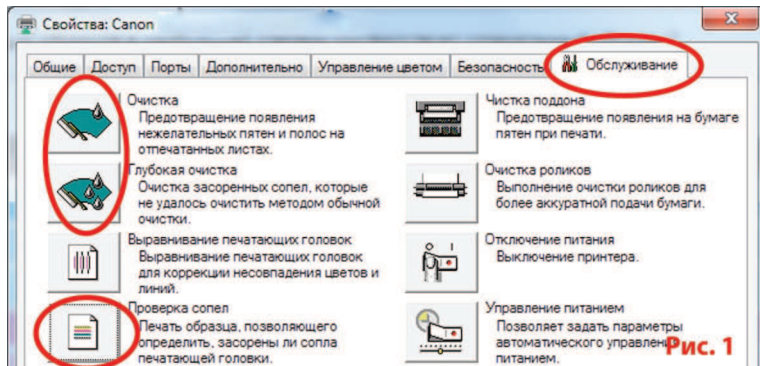 Свойства: Canon
Общие Доступ Порты Дополнительно Управление цветом Безопасность Обслуживание
Очистка
Предотвращение появления
нежелательных пятен и полос на
отпечатанных листах.
Глубокая очистка
Очистка засоренных сопел, которые
не удалось очистить методом обычной
очистки.
Выравнивание печатающих головок
Выравнивание печатающих головок
для коррекции несовпадения цветов и
линий.
Проверка сопел
Печать образца, позволяющего
определить, засорены ли сопла
печатающей головки.
Чистка поддона
Предотвращение появления на бумаге
пятен при печати.
Очистка роликов
Выполнение очистки роликов для
более аккуратной подачи бумаги.
Отключение питания
Выключение принтера.
Управление питанием
Позволяет задать параметры
автоматического управления
питанием.
Рис. 1